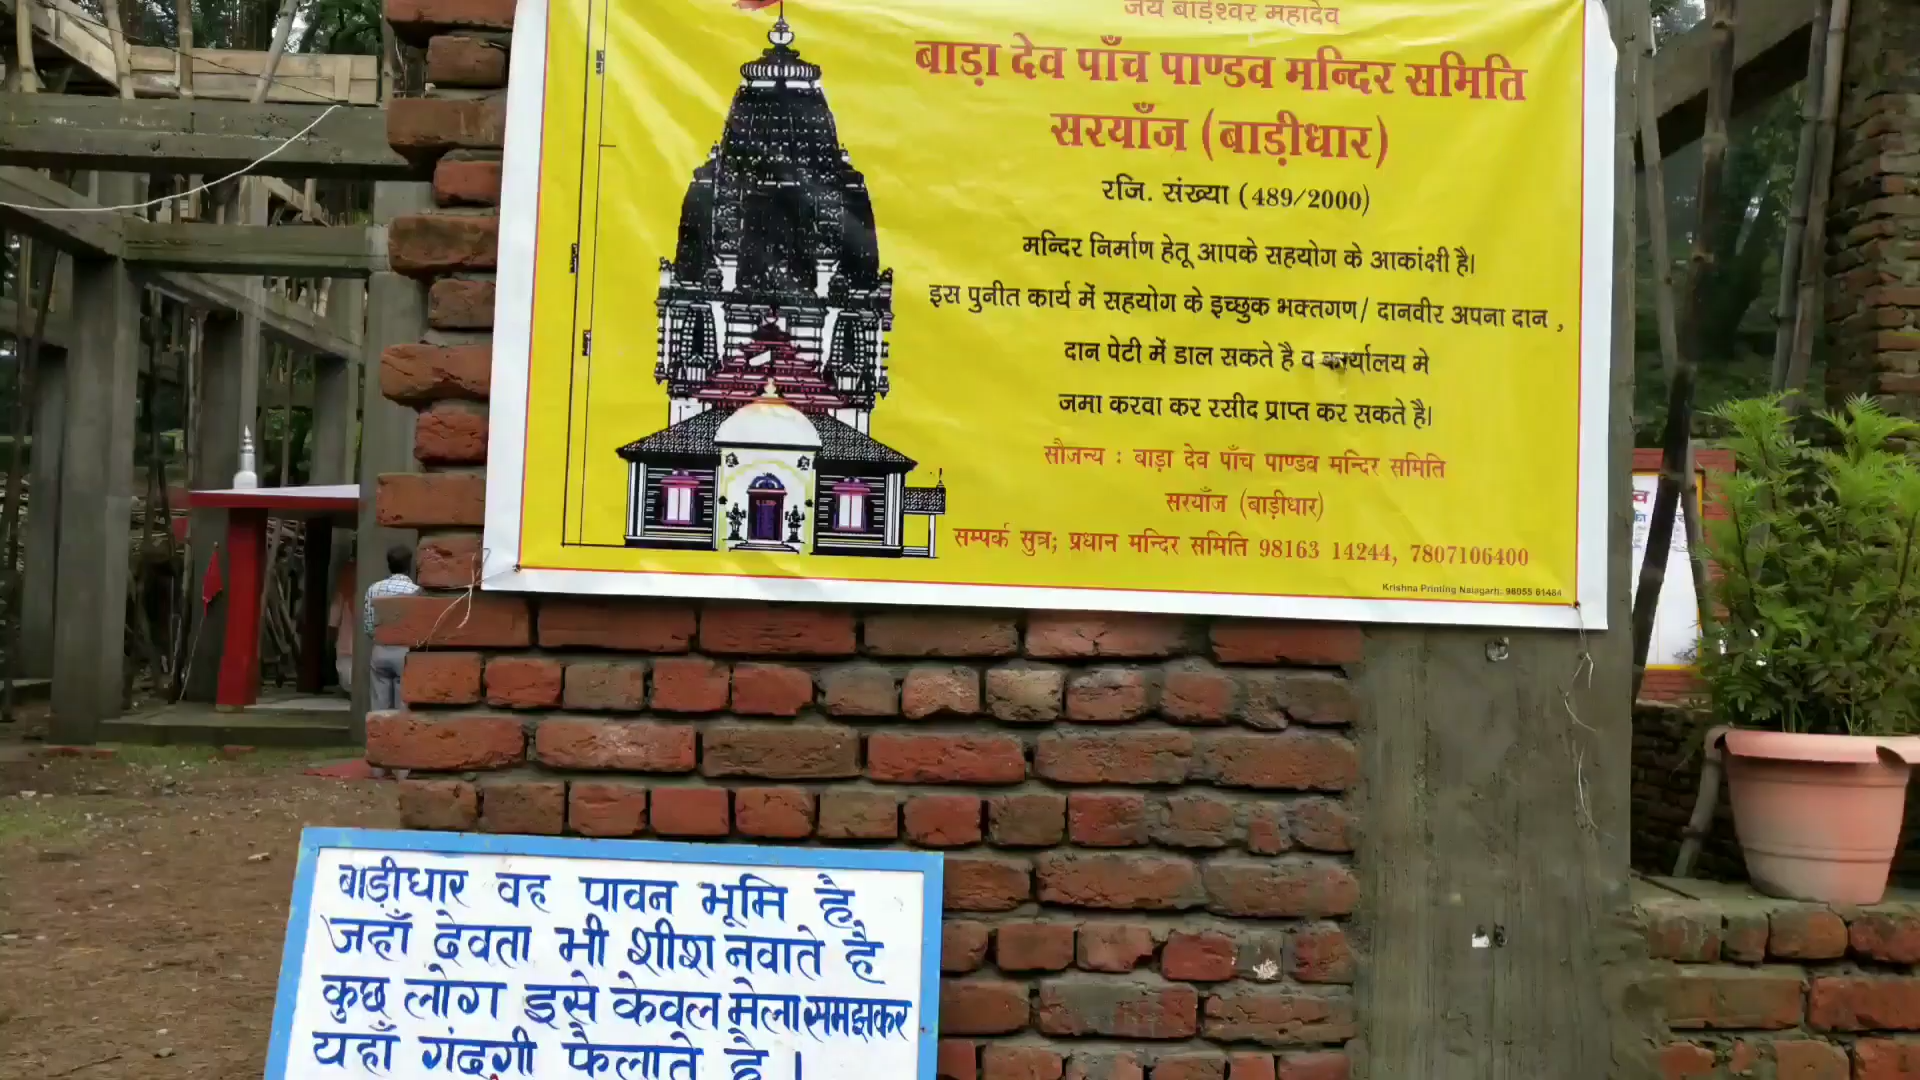 जय बाड़ेश्वर महादेव
बाड़ा देव पाँच पाण्डव मन्दिर समिति
सरयाँज (बाड़ीधार)
रजि. संख्या (489/2000)
मन्दिर निर्माण हेतू आपके सहयोग के आकांक्षी है।
इस पुनीत कार्य में सहयोग के इच्छुक भक्तगण/ दानवीर अपना दान ,
दान पेटी में डाल सकते है व कार्यालय मे
जमा करवा कर रसीद प्राप्त कर सकते है।
सौजन्य : बाड़ा देव पाँच पाण्डव मन्दिर समिति
सरयाँज (बाड़ीधार)
सम्पर्क सुत्र; प्रधान मन्दिर समिति 98163 14244, 7807106400
Krishna Printing
बाड़ीधार वह पावन भूमि है,
जहाँ देवता भी शीश नवाते है
कुछ लोग इसे केवल मेला समझकर
यहाँ गंदगी फैलाते है ।